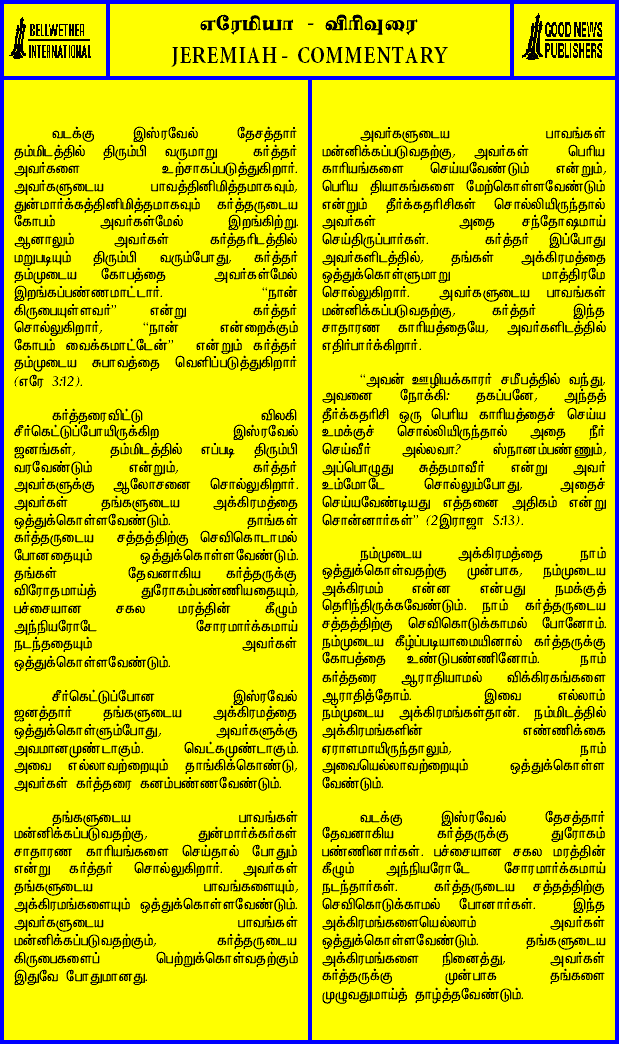 BELLWETHER
INTERNATIONAL
எரேமியா - விரிவுரை
JEREMIAH - COMMENTARY
GOOD NEWS
PUBLISHERS
வடக்கு இஸ்ரவேல் தேசத்தார்
தம்மிடத்தில் திரும்பி வருமாறு கர்த்தர்
அவர்களை உற்சாகப்படுத்துகிறார்.
அவர்களுடைய பாவத்தினிமித்தமாகவும்,
துன்மார்க்கத்தினிமித்தமாகவும் கர்த்தருடைய
கோபம் அவர்கள்மேல் இறங்கிற்று.
ஆனாலும் அவர்கள் கர்த்தரிடத்தில்
மறுபடியும் திரும்பி வரும்போது, கர்த்தர்
தம்முடைய கோபத்தை அவர்கள்மேல்
இறங்கப்பண்ணமாட்டார். “நான்
கிருபையுள்ளவர்” என்று கர்த்தர்
சொல்லுகிறார், “நான் என்றைக்கும்
கோபம் வைக்கமாட்டேன்” என்றும் கர்த்தர்
தம்முடைய சுபாவத்தை வெளிப்படுத்துகிறார்
(எரே 3:12).
கர்த்தரைவிட்டு விலகி
சீர்கெட்டுப்போயிருக்கிற இஸ்ரவேல்
ஜனங்கள், தம்மிடத்தில் எப்படி திரும்பி
வரவேண்டும் என்றும், கர்த்தர்
அவர்களுக்கு ஆலோசனை சொல்லுகிறார்.
அவர்கள் தங்களுடைய அக்கிரமத்தை
ஒத்துக்கொள்ளவேண்டும். தாங்கள்
கர்த்தருடைய சத்தத்திற்கு செவிகொடாமல்
போனதையும் ஒத்துக்கொள்ளவேண்டும்.
தங்கள் தேவனாகிய கர்த்தருக்கு
விரோதமாய்த் துரோகம்பண்ணியதையும்,
பச்சையான சகல மரத்தின் கீழும்
அந்நியரோடே சோரமார்க்கமாய்
நடந்ததையும் அவர்கள்
ஒத்துக்கொள்ளவேண்டும்.
சீர்கெட்டுப்போன இஸ்ரவேல்
ஜனத்தார் தங்களுடைய அக்கிரமத்தை
ஒத்துக்கொள்ளும்போது, அவர்களுக்கு
அவமானமுண்டாகும். வெட்கமுண்டாகும்.
அவை எல்லாவற்றையும் தாங்கிக்கொண்டு,
அவர்கள் கர்த்தரை கனம்பண்ணவேண்டும்.
தங்களுடைய பாவங்கள்
மன்னிக்கப்படுவதற்கு, துன்மார்க்கர்கள்
சாதாரண காரியங்களை செய்தால் போதும்
என்று கர்த்தர் சொல்லுகிறார். அவர்கள்
தங்களுடைய பாவங்களையும்,
அக்கிரமங்களையும் ஒத்துக்கொள்ளவேண்டும்.
அவர்களுடைய பாவங்கள்
மன்னிக்கப்படுவதற்கும், கர்த்தருடைய
கிருபைகளைப் பெற்றுக்கொள்வதற்கும்
இதுவே போதுமானது.
அவர்களுடைய பாவங்கள்
மன்னிக்கப்படுவதற்கு, அவர்கள் பெரிய
காரியங்களை செய்யவேண்டும் என்றும்,
பெரிய தியாகங்களை மேற்கொள்ளவேண்டும்
என்றும் தீர்க்கதரிசிகள் சொல்லியிருந்தால்
அவர்கள் அதை சந்தோஷமாய்
செய்திருப்பார்கள். கர்த்தர் இப்போது
அவர்களிடத்தில், தங்கள் அக்கிரமத்தை
ஒத்துக்கொள்ளுமாறு மாத்திரமே
சொல்லுகிறார். அவர்களுடைய பாவங்கள்
மன்னிக்கப்படுவதற்கு, கர்த்தர் இந்த
சாதாரண காரியத்தையே, அவர்களிடத்தில்
எதிர்பார்க்கிறார்.
“அவன் ஊழியக்காரர் சமீபத்தில் வந்து,
அவனை நோக்கி: தகப்பனே, அந்தத்
தீர்க்கதரிசி ஒரு பெரிய காரியத்தைச் செய்ய
உமக்குச் சொல்லியிருந்தால் அதை நீர்
செய்வீர் அல்லவா? ஸ்நானம்பண்ணும்,
அப்பொழுது சுத்தமாவீர் என்று அவர்
உம்மோடே சொல்லும்போது, அதைச்
செய்யவேண்டியது எத்தனை அதிகம் என்று
சொன்னார்கள்” (2இராஜா 5:13).
நம்முடைய அக்கிரமத்தை நாம்
ஒத்துக்கொள்வதற்கு முன்பாக, நம்முடைய
அக்கிரமம் என்ன என்பது நமக்குத்
தெரிந்திருக்கவேண்டும். நாம் கர்த்தருடைய
சத்தத்திற்கு செவிகொடுக்காமல் போனோம்.
நம்முடைய கீழ்ப்படியாமையினால் கர்த்தருக்கு
கோபத்தை உண்டுபண்ணினோம். நாம்
கர்த்தரை ஆராதியாமல் விக்கிரகங்களை
ஆராதித்தோம். இவை எல்லாம்
நம்முடைய அக்கிரமங்கள்தான். நம்மிடத்தில்
அக்கிரமங்களின் எண்ணிக்கை
ஏராளமாயிருந்தாலும், நாம்
அவையெல்லாவற்றையும் ஒத்துக்கொள்ள
வேண்டும்.
வடக்கு இஸ்ரவேல் தேசத்தார்
தேவனாகிய கர்த்தருக்கு துரோகம்
பண்ணினார்கள். பச்சையான சகல மரத்தின்
கீழும் அந்நியரோடே சோரமார்க்கமாய்
நடந்தார்கள். கர்த்தருடைய சத்தத்திற்கு
செவிகொடுக்காமல் போனார்கள். இந்த
அக்கிரமங்களையெல்லாம் அவர்கள்
ஒத்துக்கொள்ளவேண்டும். தங்களுடைய
அக்கிரமங்களை நினைத்து, அவர்கள்
கர்த்தருக்கு முன்பாக தங்களை
முழுவதுமாய்த் தாழ்த்தவேண்டும்.